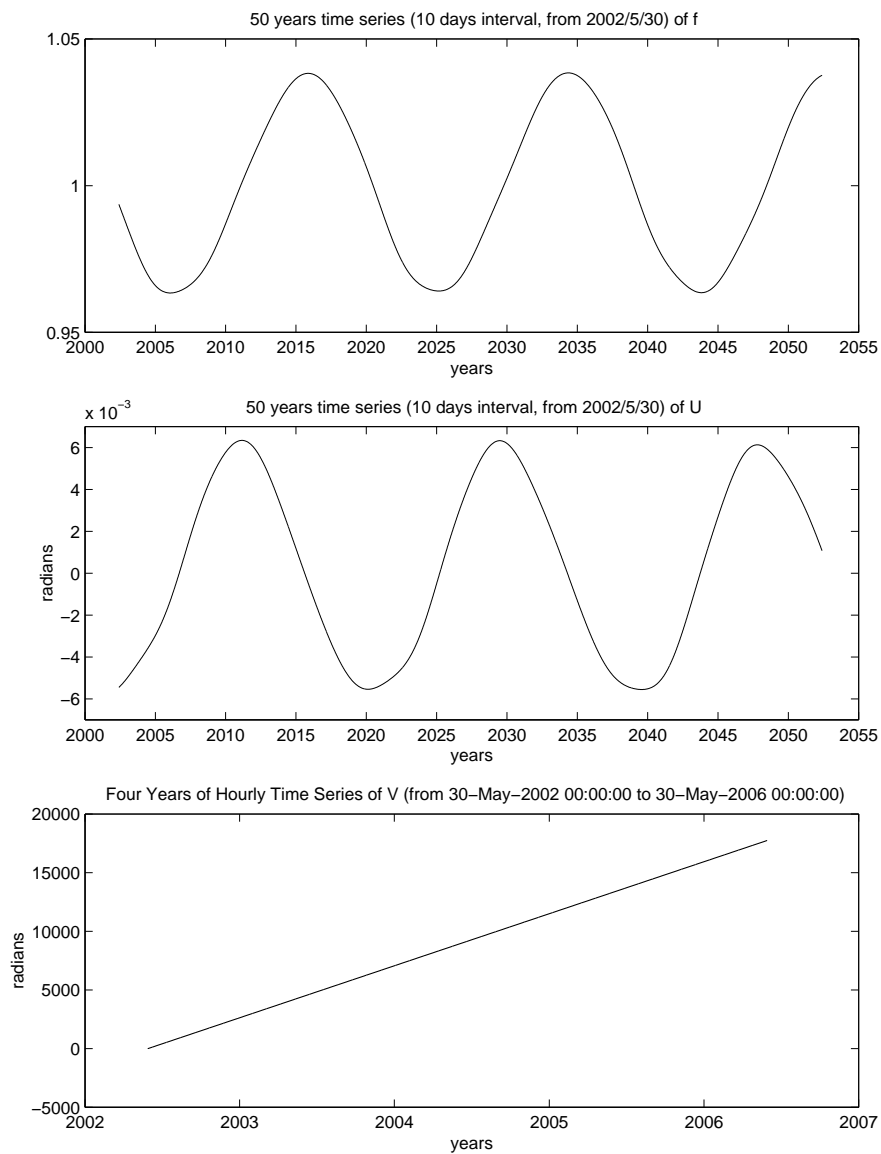 50 years time series (10 days interval, from 2002/5/30) of f
1.05
1
0.95
2000 2005 2010 2015 2020 2025 2030 2035 2040 2045 2050 2055
years
50 years time series (10 days interval, from 2002/5/30) of U
x 10−3
6
4
2
0
−2
−4
−6
radians
2000 2005 2010 2015 2020 2025 2030 2035 2040 2045 2050 2055
years
Four Years of Hourly Time Series of V (from 30−May−2002 00:00:00 to 30−May−2006 00:00:00)
20000
15000
10000
5000
0
−5000
radians
2002 2003 2004 2005 2006 2007
years